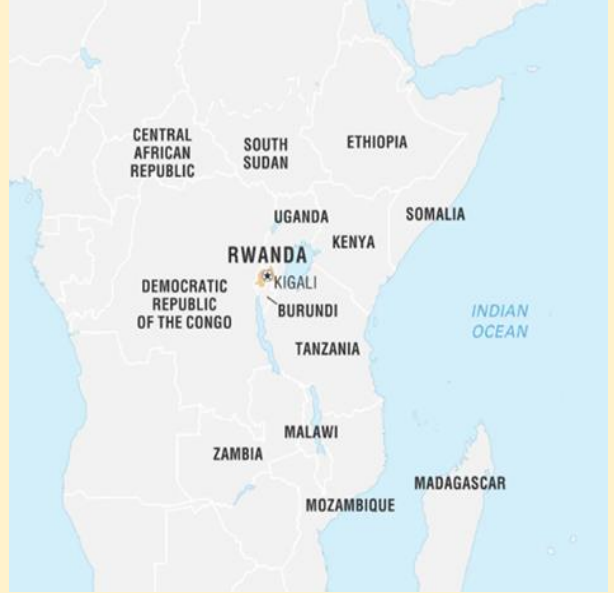 CENTRAL
AFRICAN
REPUBLIC
SOUTH
SUDAN
ETHIOPIA
UGANDA
SOMALIA
KENYA
RWANDA
KIGALI
DEMOCRATIC
REPUBLIC
OF THE CONGO
BURUNDI
INDIAN
OCEAN
TANZANIA
MALAWI
ZAMBIA
MADAGASCAR
MOZAMBIQUE